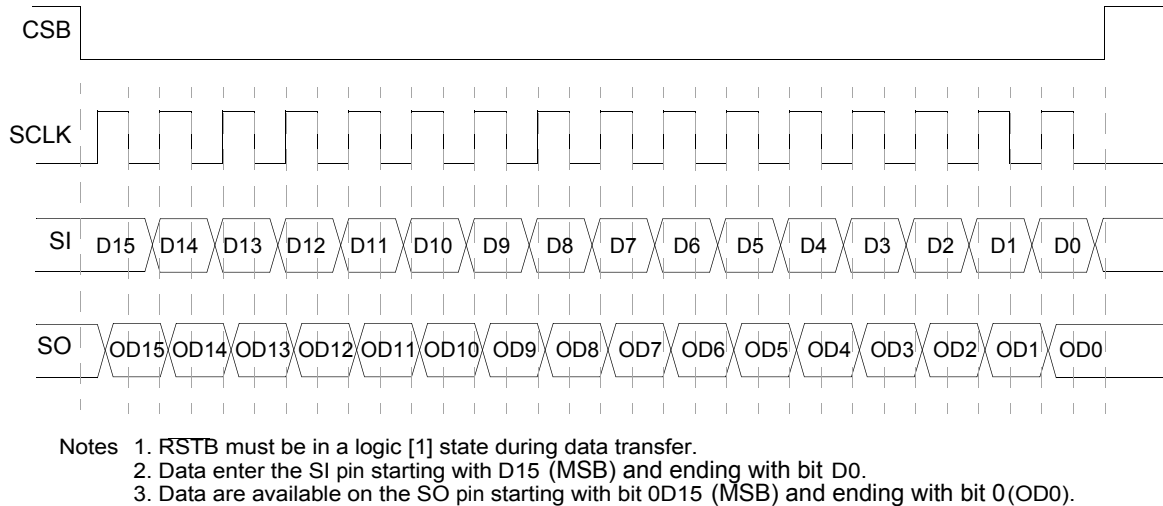 CSB
SCLK
SI D15 D14 D13 D12 D11 D10 D9 D8 D7 D6 D5 D4 D3 D2 D1 D0
SO OD15 OD14 OD13 OD12 OD11 OD10 OD9 OD8 OD7 OD6 OD5 OD4 OD3 OD2 OD1 OD0
Notes 1. RSTB must be in a logic [1] state during data transfer.
2. Data enter the SI pin starting with D15 (MSB) and ending with bit D0.
3. Data are available on the SO pin starting with bit 0D15 (MSB) and ending with bit 0(OD0).